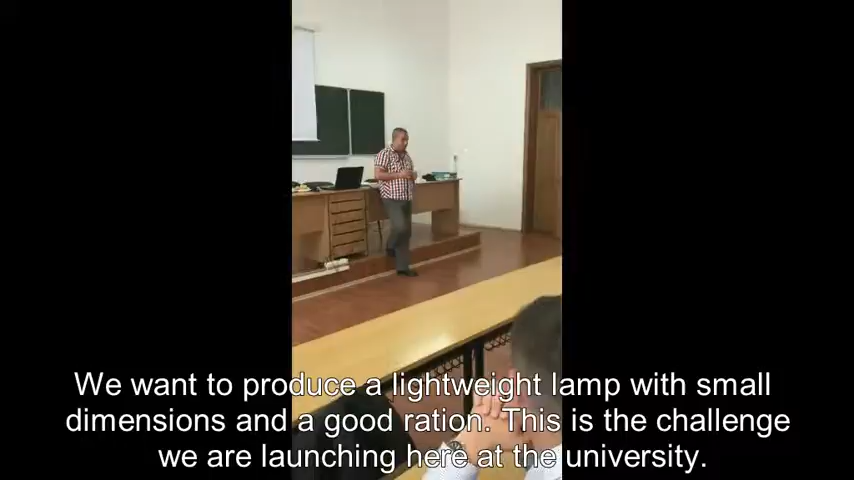 We want to produce a lightweight lamp with small
dimensions and a good ration. This is the challenge
we are launching here at the university.